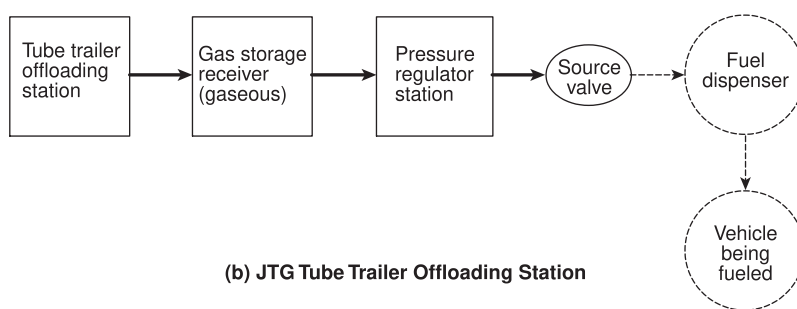 Tube trailer
offloading
station
Gas storage
receiver
(gaseous)
Pressure
regulator
station
Source
valve
Fuel
dispenser
Vehicle
being
fueled
(b) JTG Tube Trailer Offloading Station